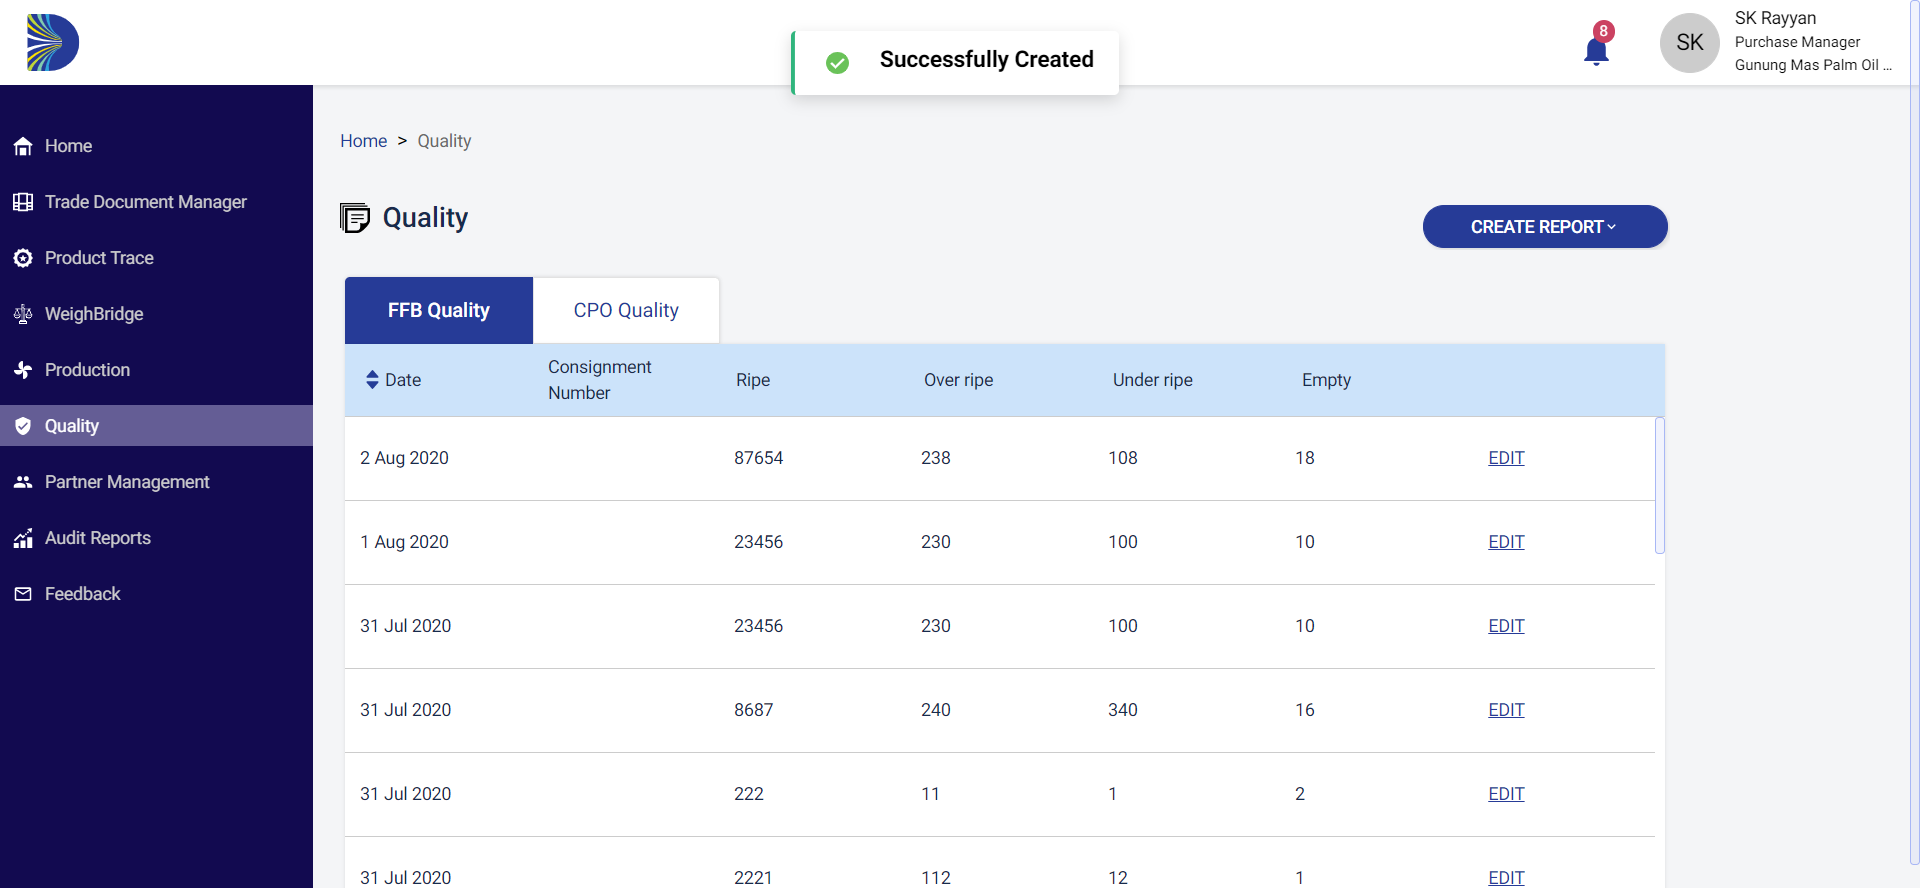 Successfully Created
8
SK
SK Rayyan
Purchase Manager
Gunung Mas Palm Oil ...
Home
Trade Document Manager
Product Trace
WeighBridge
Production
Quality
Partner Management
Audit Reports
Feedback
Home > Quality
Quality
CREATE REPORT
FFB Quality CPO Quality
Date Consignment Number Ripe Over ripe Under ripe Empty
2 Aug 2020 87654 238 108 18 EDIT
1 Aug 2020 23456 230 100 10 EDIT
31 Jul 2020 23456 230 100 10 EDIT
31 Jul 2020 8687 240 340 16 EDIT
31 Jul 2020 222 11 1 2 EDIT
31 Jul 2020 2221 112 12 1 EDIT